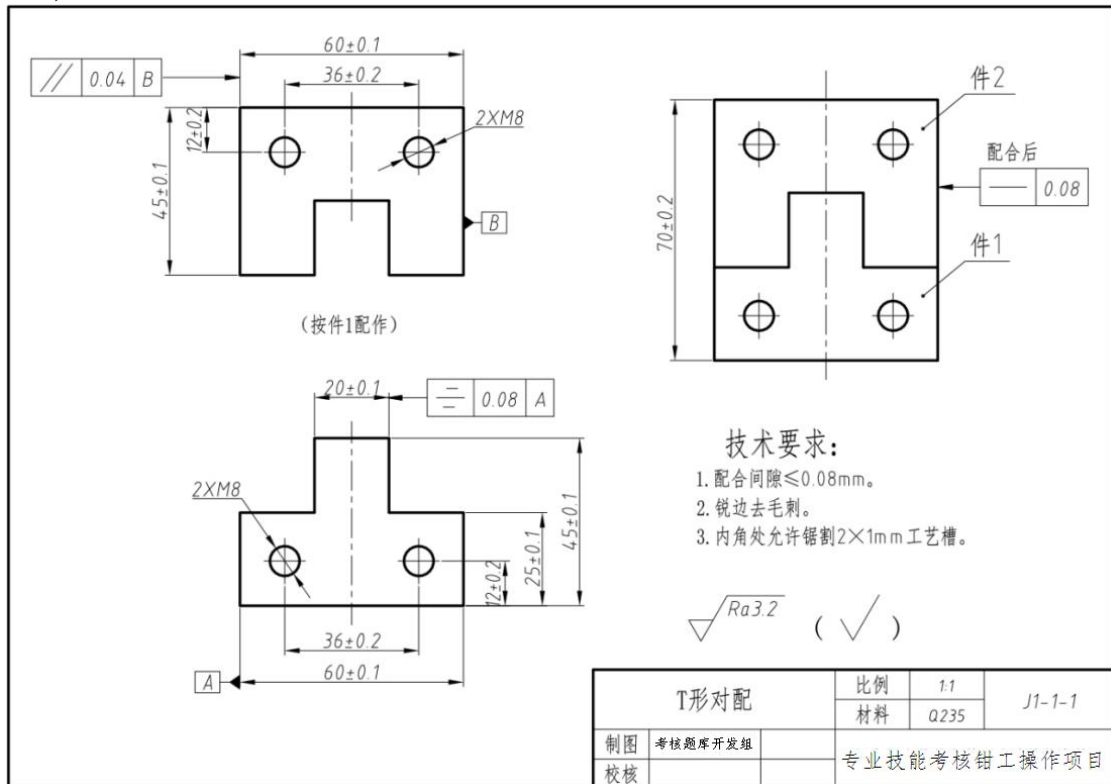 60±0.1
// 0.04 B
36±0.2
2XM8
12±0.2
45±0.1
B
(按件1配作)
20±0.1
0.08 A
2XM8
45±0.1
25±0.1
12±0.2
36±0.2
60±0.1
A
件2
配合后
— 0.08
70±0.2
件1
技术要求:
1.配合间隙≤0.08mm。
2.锐边去毛刺。
3.内角处允许锯割2×1mm工艺槽。
Ra3.2 (√)
T形对配
比例 1:1
材料 Q235
J1-1-1
制图 考核题库开发组
校核
专业技能考核钳工操作项目